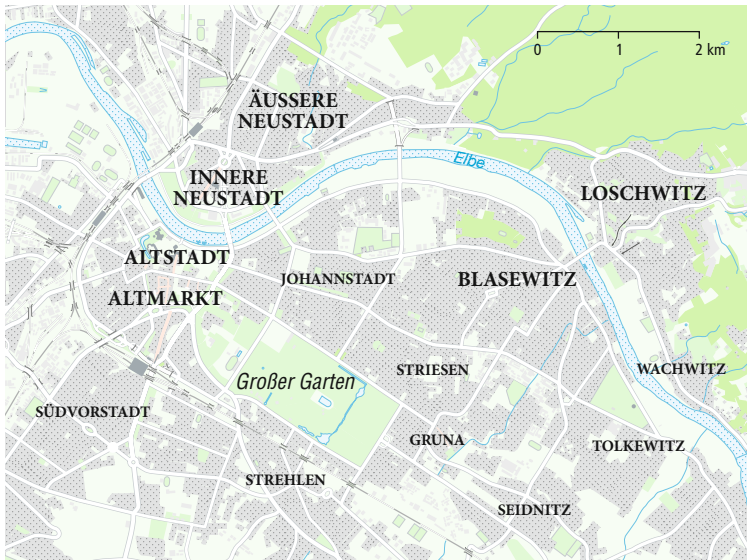 0 1 2 km
ÄUSSERE
NEUSTADT
Elbe
INNERE
NEUSTADT
LOSCHWITZ
ALTSTADT
JOHANNSTADT
BLASEWITZ
ALTMARKT
STRIESEN
WACHWITZ
Großer Garten
SÜDVORSTADT
GRUNA
TOLKEWITZ
STREHLEN
SEIDNITZ